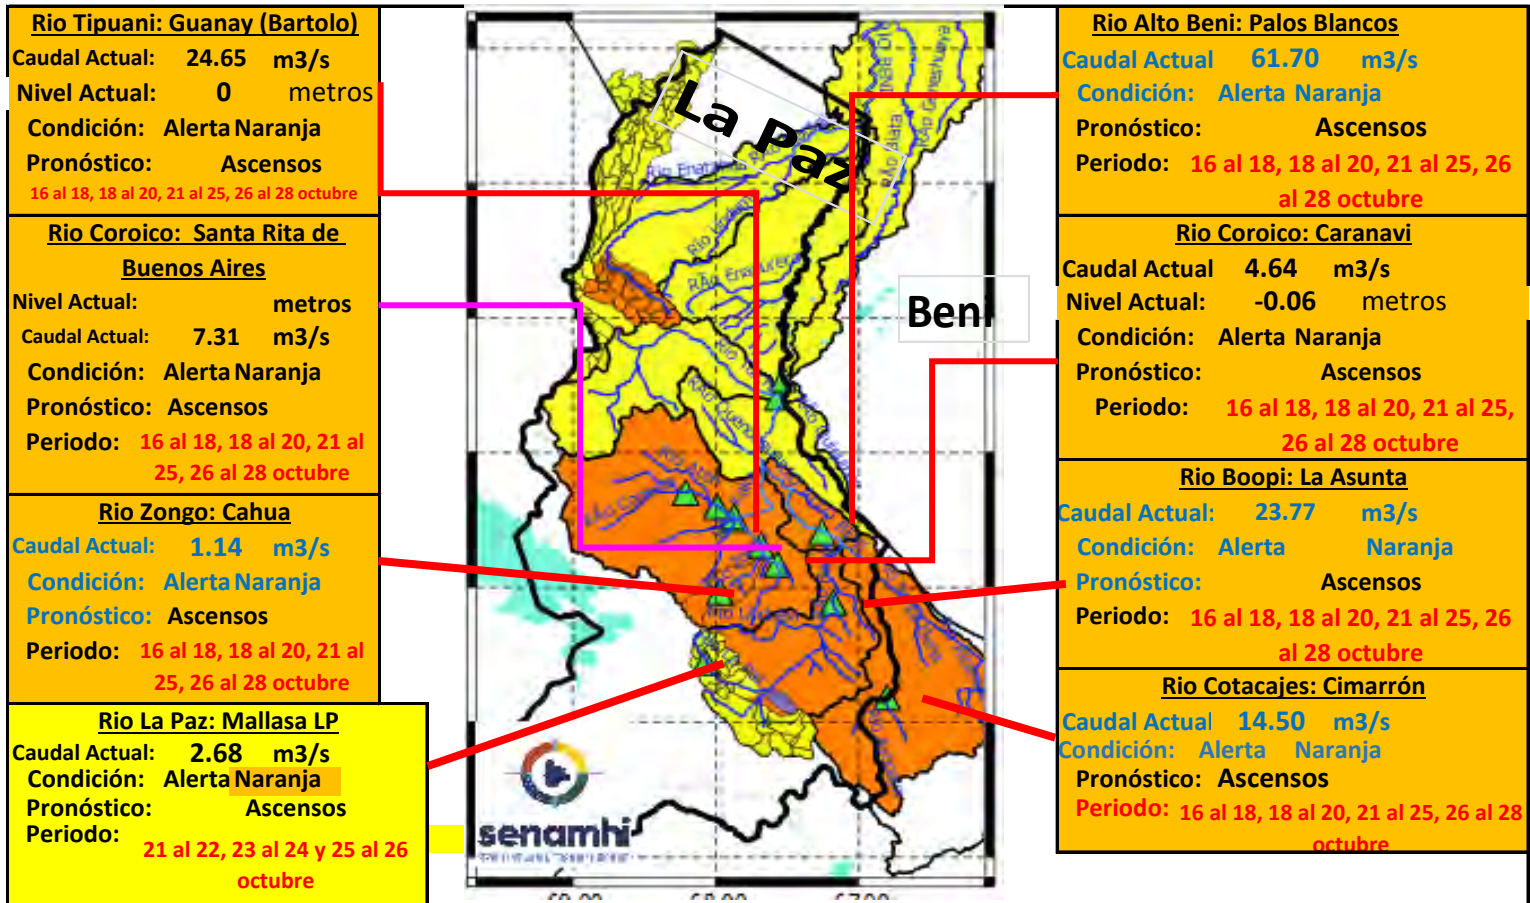 Rio Tipuani: Guanay (Bartolo)
Caudal Actual: 24.65 m3/s
Nivel Actual: 0 metros
Condición: Alerta Naranja
Pronóstico: Ascensos
16 al 18, 18 al 20, 21 al 25, 26 al 28 octubre
Rio Coroico: Santa Rita de
Buenos Aires
Nivel Actual: metros
Caudal Actual: 7.31 m3/s
Condición: Alerta Naranja
Pronóstico: Ascensos
Periodo: 16 al 18, 18 al 20, 21 al
25, 26 al 28 octubre
Rio Zongo: Cahua
Caudal Actual: 1.14 m3/s
Condición: Alerta Naranja
Pronóstico: Ascensos
Periodo: 16 al 18, 18 al 20, 21 al
25, 26 al 28 octubre
Rio La Paz: Mallasa LP
Caudal Actual: 2.68 m3/s
Condición: Alerta Naranja
Pronóstico: Ascensos
Periodo:
21 al 22, 23 al 24 y 25 al 26
octubre
La Paz
Beni
senamhi
Rio Alto Beni: Palos Blancos
Caudal Actual 61.70 m3/s
Condición: Alerta Naranja
Pronóstico: Ascensos
Periodo: 16 al 18, 18 al 20, 21 al 25, 26
al 28 octubre
Rio Coroico: Caranavi
Caudal Actual 4.64 m3/s
Nivel Actual: -0.06 metros
Condición: Alerta Naranja
Pronóstico: Ascensos
Periodo: 16 al 18, 18 al 20, 21 al 25,
26 al 28 octubre
Rio Boopi: La Asunta
Caudal Actual: 23.77 m3/s
Condición: Alerta Naranja
Pronóstico: Ascensos
Periodo: 16 al 18, 18 al 20, 21 al 25, 26
al 28 octubre
Rio Cotacajes: Cimarrón
Caudal Actual 14.50 m3/s
Condición: Alerta Naranja
Pronóstico: Ascensos
Periodo: 16 al 18, 18 al 20, 21 al 25, 26 al 28
octubre